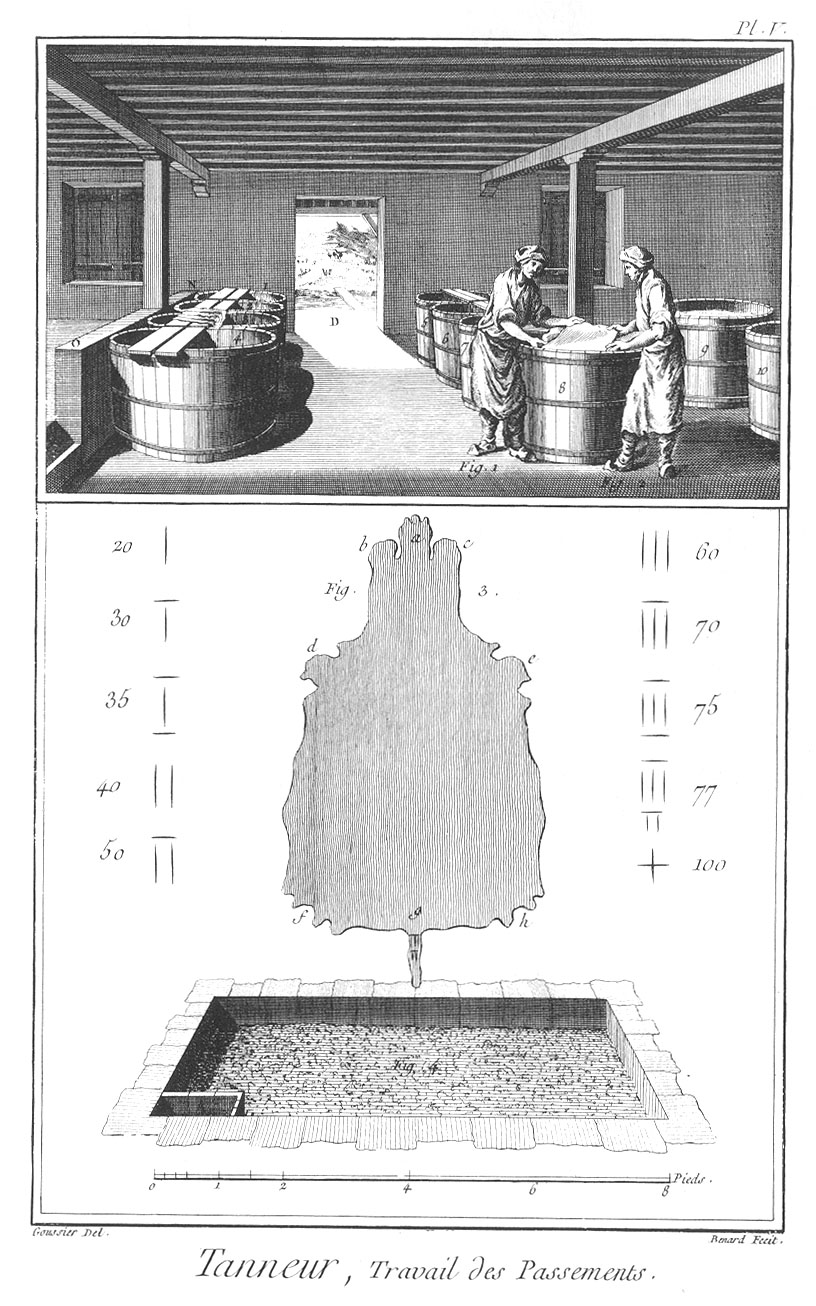 Pl. V.
N
O
4
D
5
6
7
8
9
10
Fig. 1
Fig. 2
20
b a c
60
Fig. 3.
30
70
d e
35
75
40
77
50
100
f g h
Fig. 4.
0 1 2 4 6 8 Pieds.
Goussier Del.
Benard Fecit.
Tanneur, Travail des Passements.